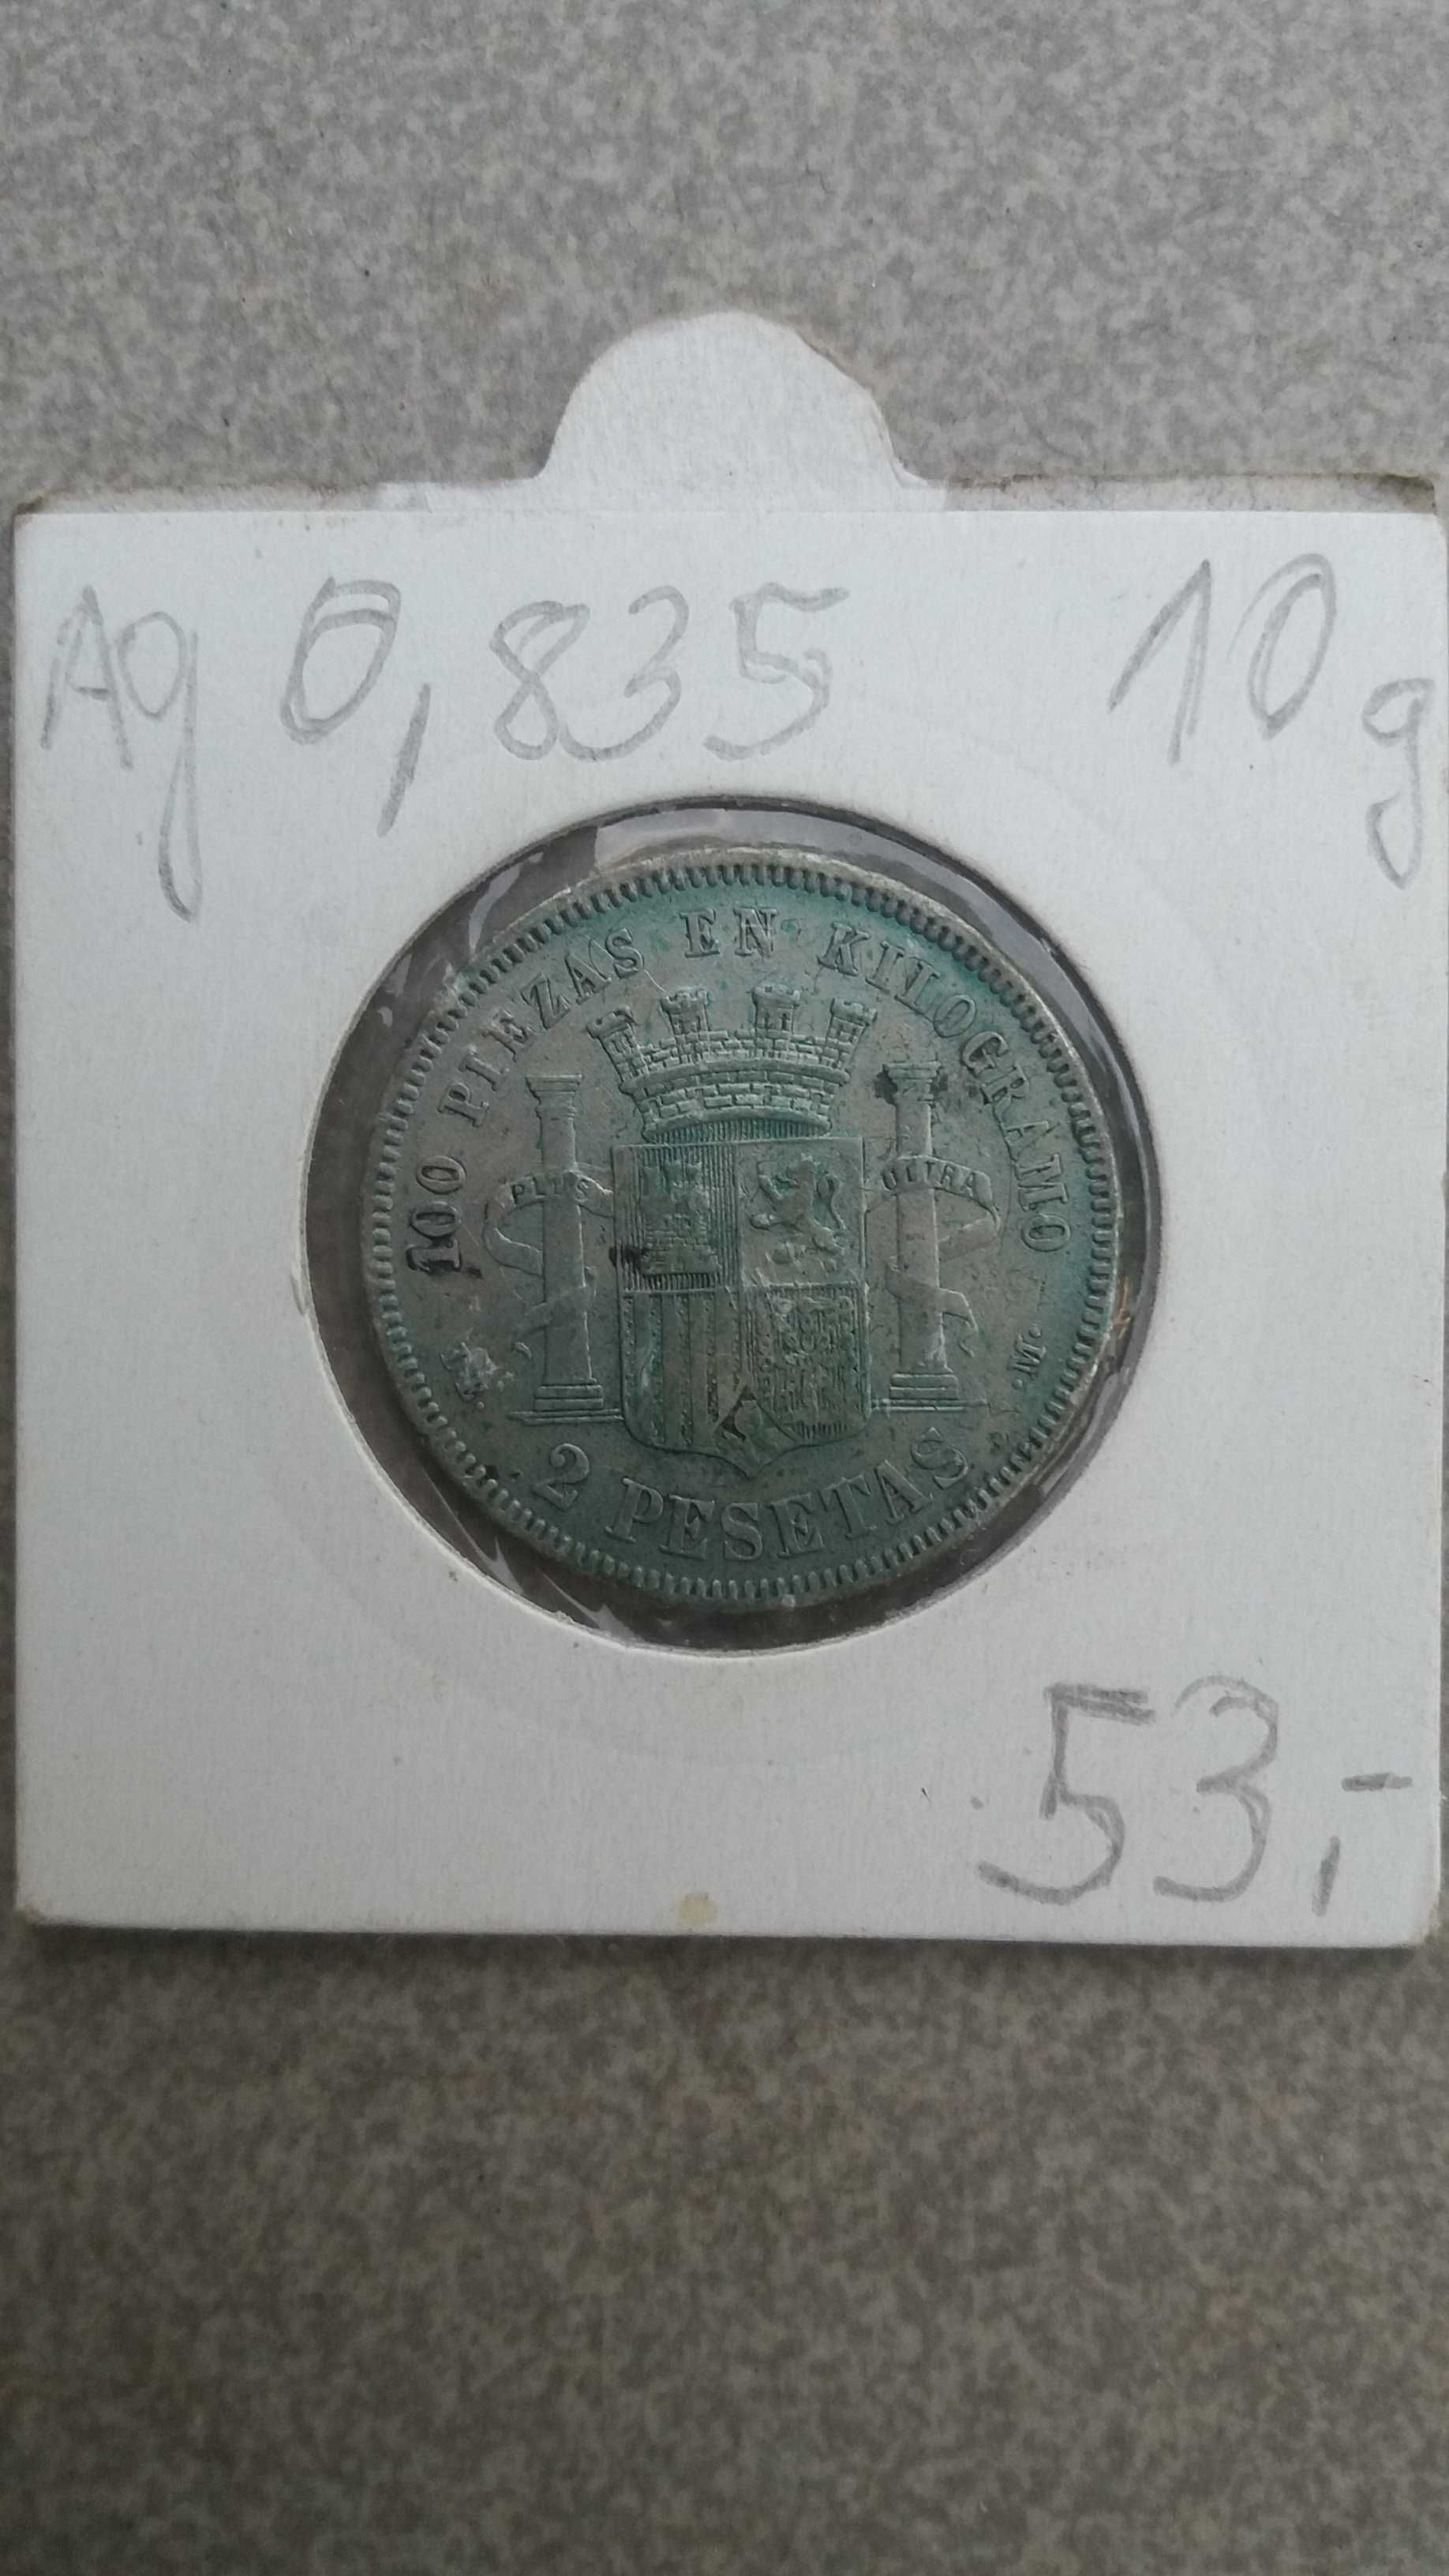 Ag 0,835 10g
100 PIEZAS EN KILOGRAMO
PLUS ULTRA
.M.
2 PESETAS
53,-